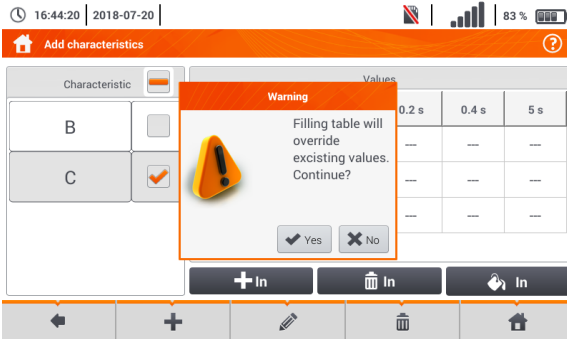 16:44:20 2018-07-20 83 %
Add characteristics
Characteristic
Values
Warning
0.2 s 0.4 s 5 s
B
--- --- ---
C
--- --- ---
--- --- ---
Filling table will
override
excisting values.
Continue?
Yes No
In In In